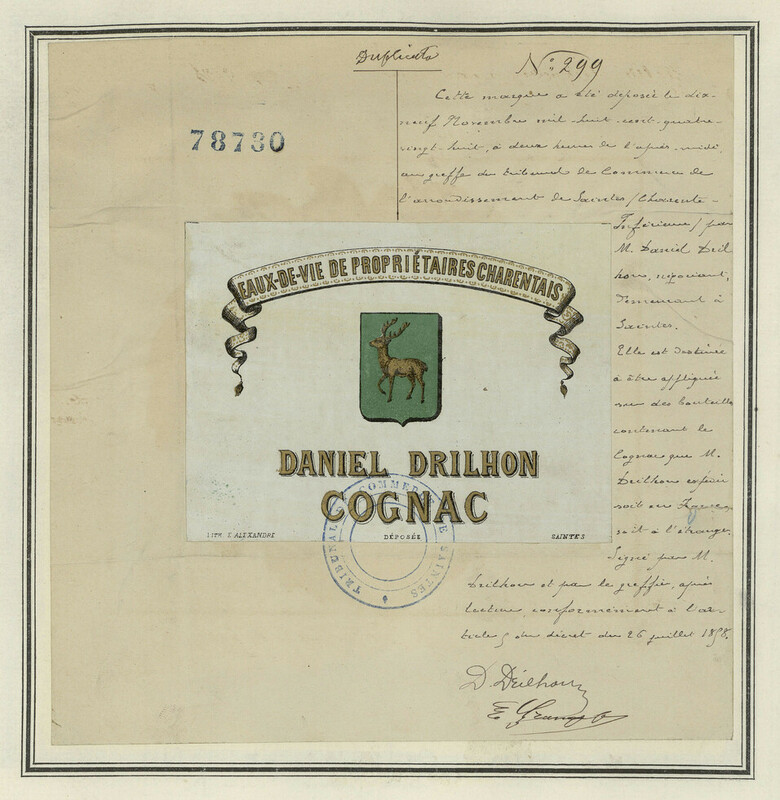 Duplicata
N° 299
78730
Cette marque a été déposée le dix-
neuf Novembre mil-huit-cent-quatre-
vingt-huit, à deux heures de l'après-midi,
au greffe du tribunal de Commerce de
l'arrondissement de Saintes (Charente-
Inférieure) par
M. Daniel Dril
hon, négociant,
demeurant à
Saintes.
Elle est destinée
à être appliquée
sur des bouteilles
contenant le
Cognac que M.
Drilhon expédie
soit en France
soit à l'étranger.
Signé par M.
Drilhon et par le greffier, après
lecture, conformément à l'ar-
ticle 5 du décret du 26 juillet 1858.
D. Drilhon
EAUX-DE-VIE DE PROPRIÉTAIRES CHARENTAIS
DANIEL DRILHON
COGNAC
LITH. E. ALEXANDRE
DÉPOSÉE
SAINTES
TRIBUNAL DE COMMERCE DE SAINTES